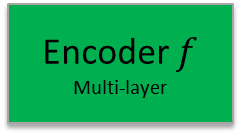 Encoder 𝑓
Multi-layer